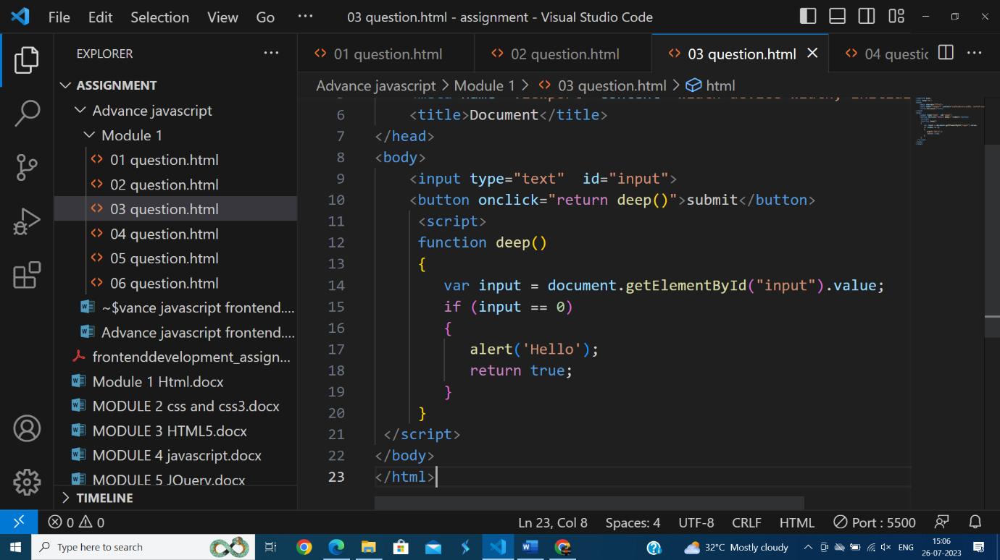 File Edit Selection View Go ··· 03 question.html - assignment - Visual Studio Code
EXPLORER ···
ASSIGNMENT
Advance javascript
Module 1
01 question.html
02 question.html
03 question.html
04 question.html
05 question.html
06 question.html
~$vance javascript frontend....
Advance javascript frontend....
frontenddevelopment_assign...
Module 1 Html.docx
MODULE 2 css and css3.docx
MODULE 3 HTML5.docx
MODULE 4 javascript.docx
MODULE 5 JQuery.docx
TIMELINE
01 question.html 02 question.html 03 question.html 04 questic ···
Advance javascript > Module 1 > 03 question.html > html
6 <title>Document</title>
7 </head>
8 <body>
9 <input type="text"  id="input">
10 <button onclick="return deep()">submit</button>
11 <script>
12 function deep()
13 {
14 var input = document.getElementById("input").value;
15 if (input == 0)
16 {
17 alert('Hello');
18 return true;
19 }
20 }
21 </script>
22 </body>
23 </html>
0 0 Ln 23, Col 8 Spaces: 4 UTF-8 CRLF HTML Port : 5500
Type here to search 32°C Mostly cloudy ENG 15:06
26-07-2023